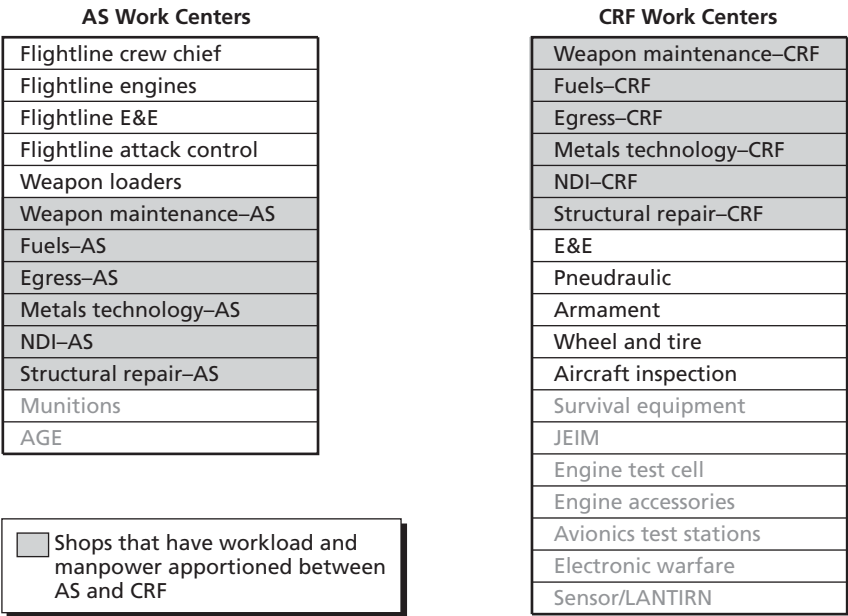 AS Work Centers
Flightline crew chief
Flightline engines
Flightline E&E
Flightline attack control
Weapon loaders
Weapon maintenance–AS
Fuels–AS
Egress–AS
Metals technology–AS
NDI–AS
Structural repair–AS
Munitions
AGE
Shops that have workload and
manpower apportioned between
AS and CRF
CRF Work Centers
Weapon maintenance–CRF
Fuels–CRF
Egress–CRF
Metals technology–CRF
NDI–CRF
Structural repair–CRF
E&E
Pneudraulic
Armament
Wheel and tire
Aircraft inspection
Survival equipment
JEIM
Engine test cell
Engine accessories
Avionics test stations
Electronic warfare
Sensor/LANTIRN